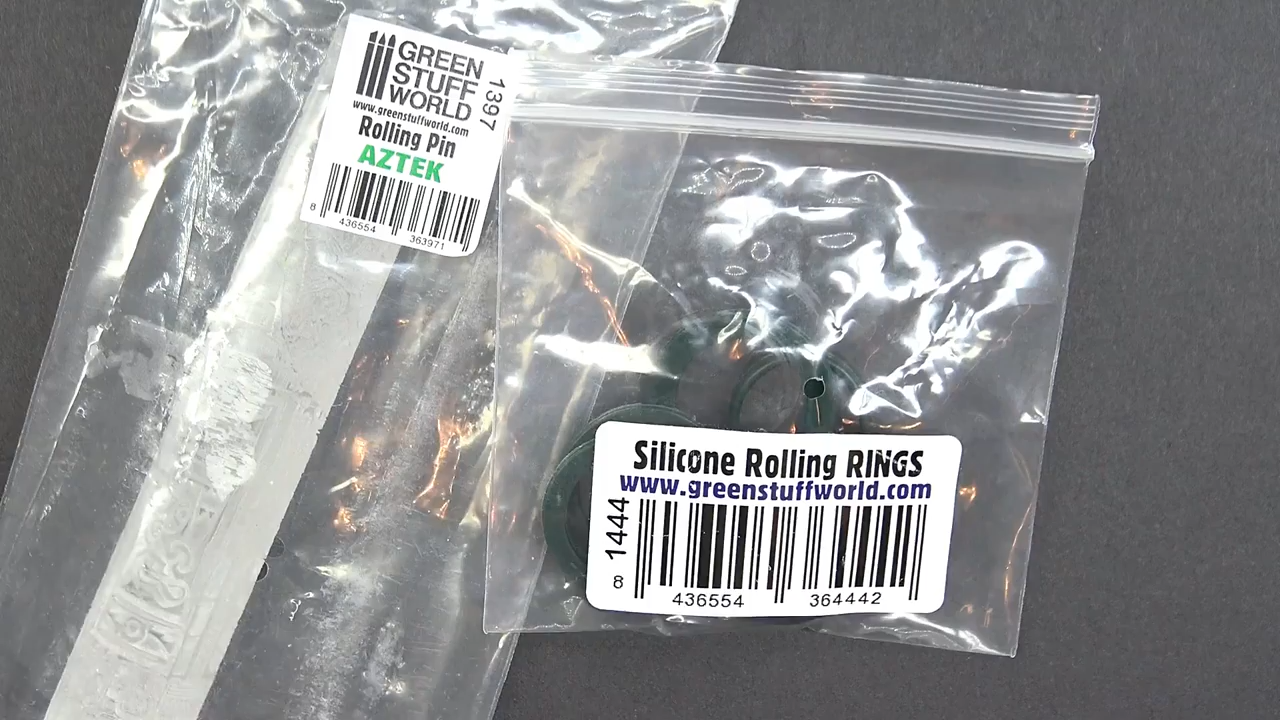 GREEN
STUFF
WORLD
1397
www.greenstuffworld.com
Rolling Pin
AZTEK
8 436554 363971
Silicone Rolling RINGS
www.greenstuffworld.com
1444
8 436554 364442